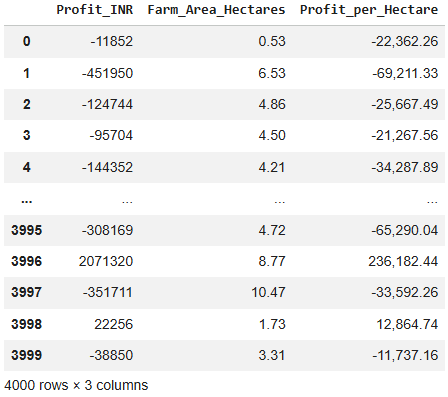 Profit_INR Farm_Area_Hectares Profit_per_Hectare
0 -11852 0.53 -22,362.26
1 -451950 6.53 -69,211.33
2 -124744 4.86 -25,667.49
3 -95704 4.50 -21,267.56
4 -144352 4.21 -34,287.89
... ... ... ...
3995 -308169 4.72 -65,290.04
3996 2071320 8.77 236,182.44
3997 -351711 10.47 -33,592.26
3998 22256 1.73 12,864.74
3999 -38850 3.31 -11,737.16
4000 rows × 3 columns